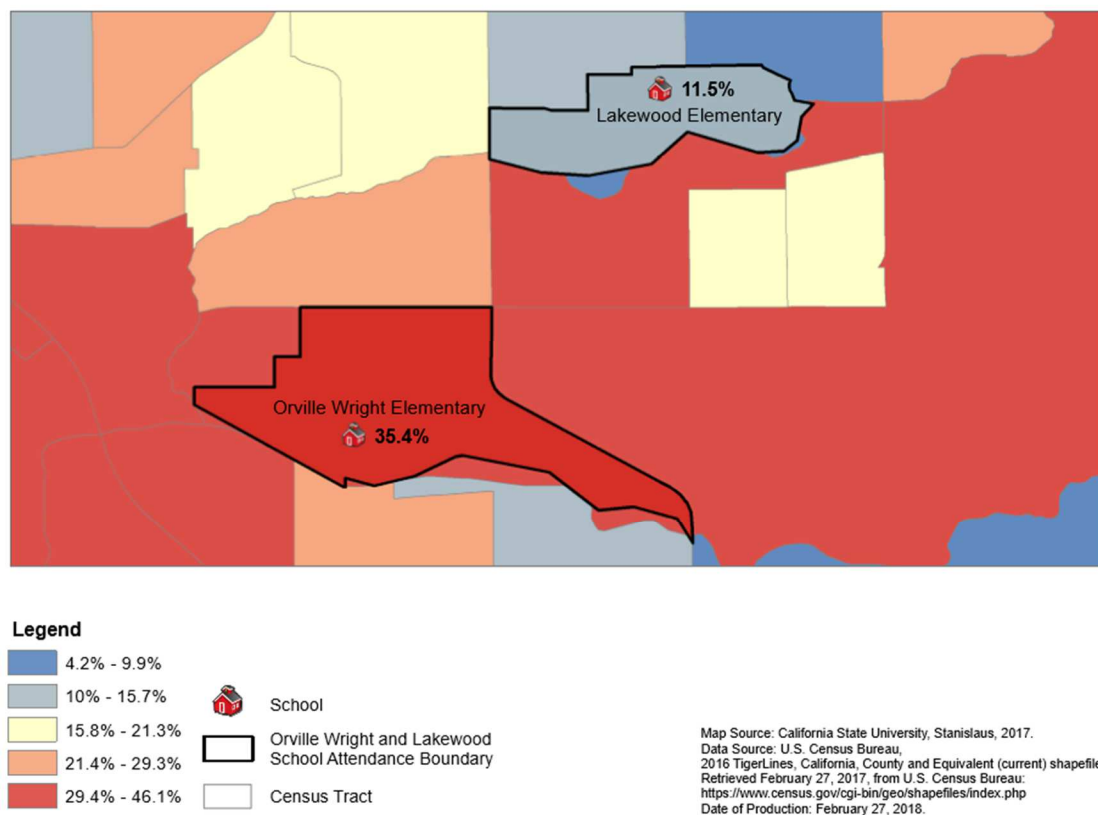 11.5%
Lakewood Elementary
Orville Wright Elementary
35.4%
Legend
4.2% - 9.9%
10% - 15.7%
15.8% - 21.3%
21.4% - 29.3%
29.4% - 46.1%
School
Orville Wright and Lakewood
School Attendance Boundary
Census Tract
Map Source: California State University, Stanislaus, 2017.
Data Source: U.S. Census Bureau,
2016 TigerLines, California, County and Equivalent (current) shapefile
Retrieved February 27, 2017, from U.S. Census Bureau:
https://www.census.gov/cgi-bin/geo/shapefiles/index.php
Date of Production: February 27, 2018.